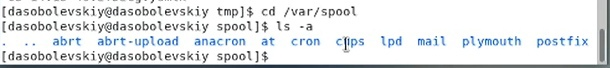 [dasobolevskiy@dasobolevskiy tmp]$ cd /var/spool
[dasobolevskiy@dasobolevskiy spool]$ ls -a
. .. abrt abrt-upload anacron at cron cups lpd mail plymouth postfix
[dasobolevskiy@dasobolevskiy spool]$